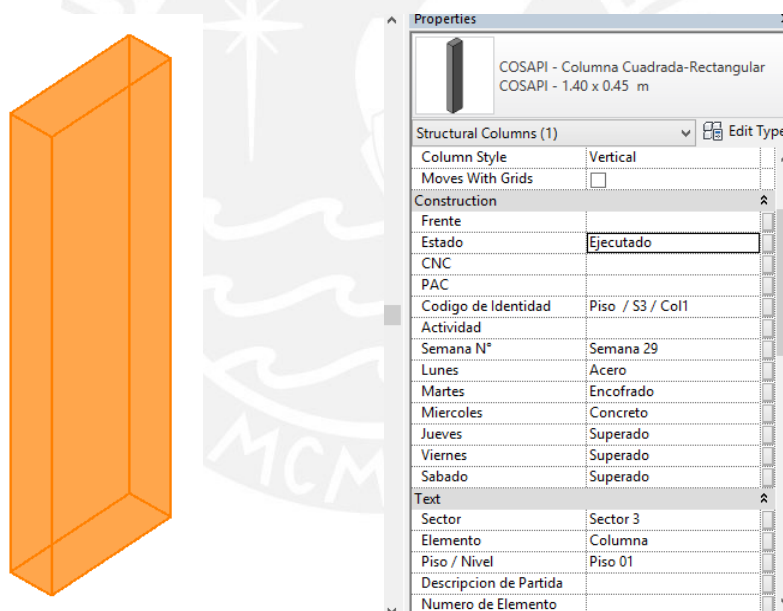 Properties
COSAPI - Columna Cuadrada-Rectangular
COSAPI - 1.40 x 0.45 m
Structural Columns (1) Edit Type
Column Style Vertical
Moves With Grids
Construction
Frente
Estado Ejecutado
CNC
PAC
Codigo de Identidad Piso / S3 / Col1
Actividad
Semana N° Semana 29
Lunes Acero
Martes Encofrado
Miercoles Concreto
Jueves Superado
Viernes Superado
Sabado Superado
Text
Sector Sector 3
Elemento Columna
Piso / Nivel Piso 01
Descripcion de Partida
Numero de Elemento
MCM